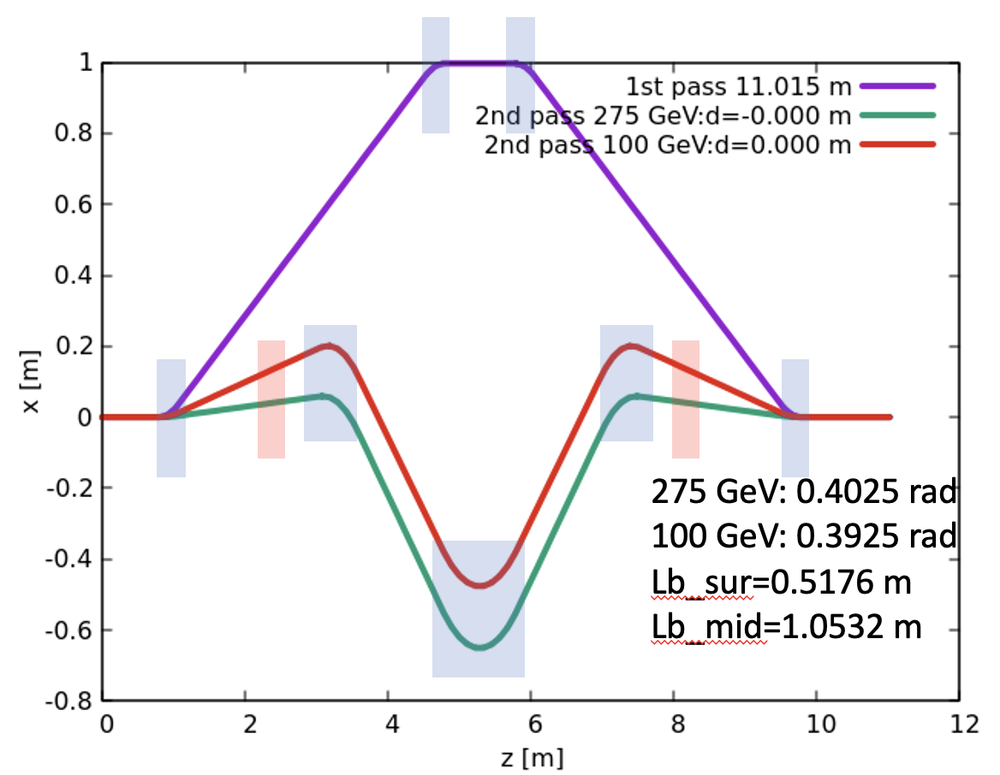 1st pass 11.015 m
2nd pass 275 GeV:d=-0.000 m
2nd pass 100 GeV:d=0.000 m
1
0.8
0.6
0.4
0.2
0
-0.2
-0.4
-0.6
-0.8
x [m]
275 GeV: 0.4025 rad
100 GeV: 0.3925 rad
Lb_sur=0.5176 m
Lb_mid=1.0532 m
0 2 4 6 8 10 12
z [m]